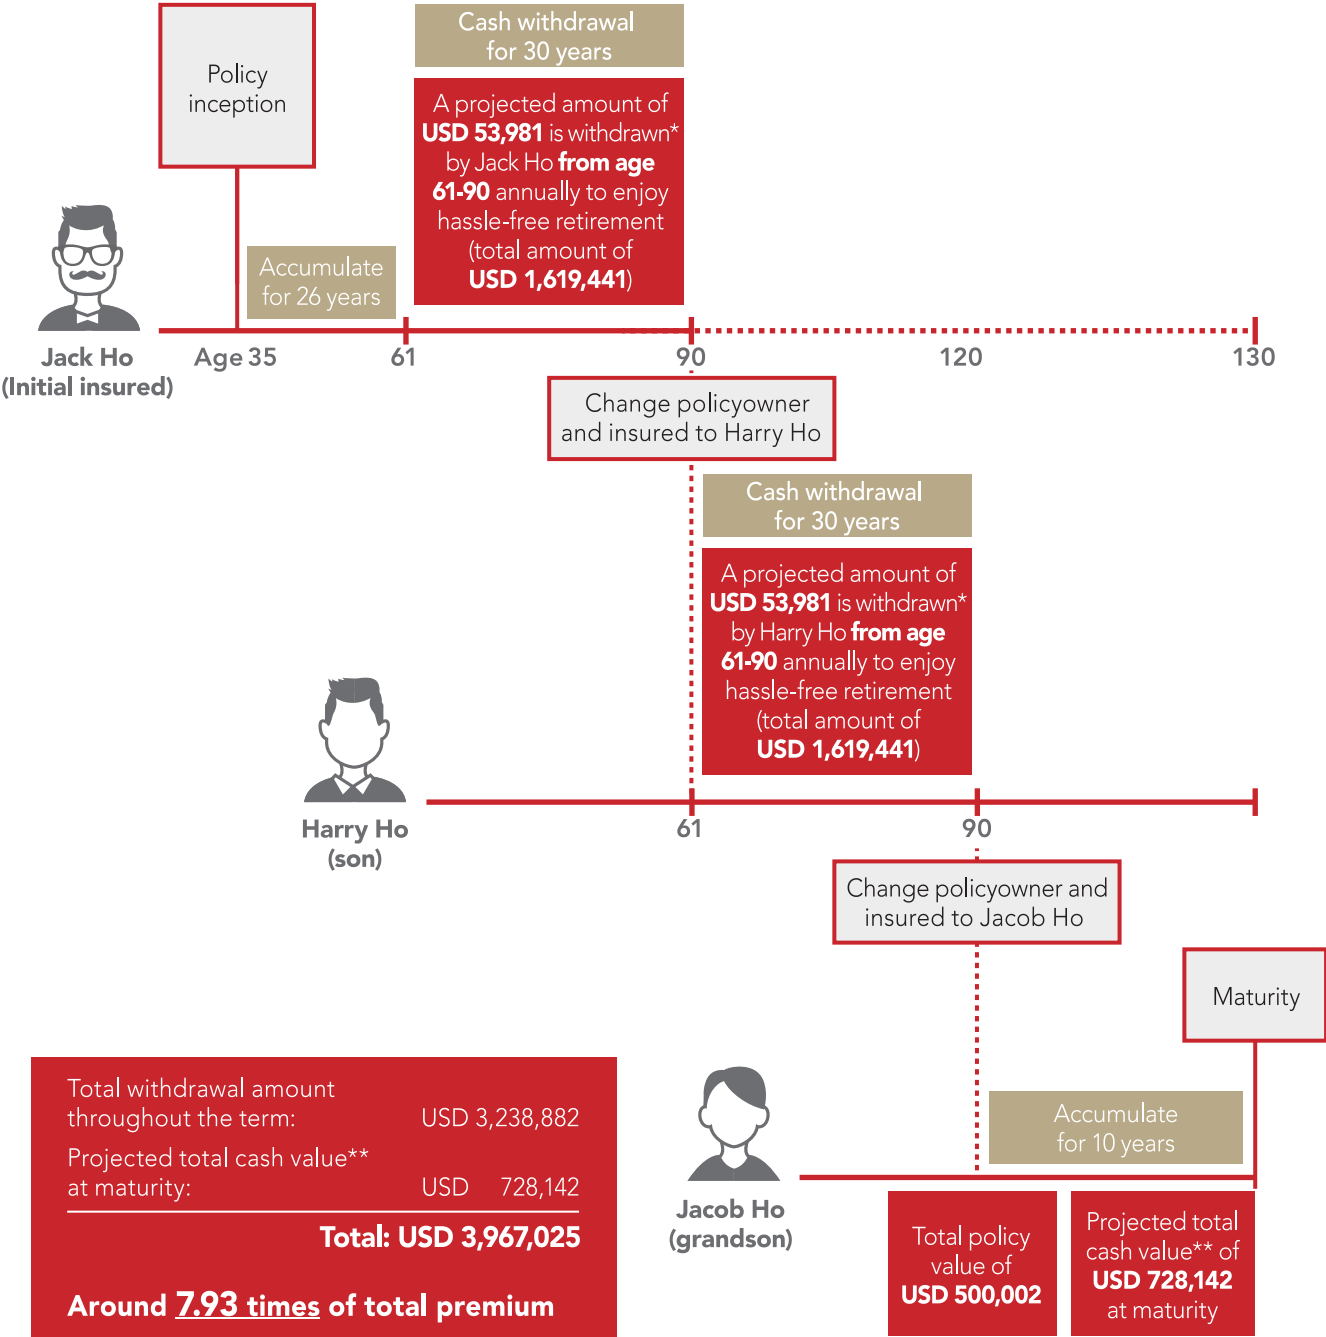 Policy
inception
Cash withdrawal
for 30 years
A projected amount of
USD 53,981 is withdrawn*
by Jack Ho from age
61-90 annually to enjoy
hassle-free retirement
(total amount of
USD 1,619,441)
Accumulate
for 26 years
Jack Ho
(Initial insured)
Age 35
61
90
120
130
Change policyowner
and insured to Harry Ho
Cash withdrawal
for 30 years
A projected amount of
USD 53,981 is withdrawn*
by Harry Ho from age
61-90 annually to enjoy
hassle-free retirement
(total amount of
USD 1,619,441)
Harry Ho
(son)
61
90
Change policyowner and
insured to Jacob Ho
Maturity
Accumulate
for 10 years
Jacob Ho
(grandson)
Total policy
value of
USD 500,002
Projected total
cash value** of
USD 728,142
at maturity
Total withdrawal amount
throughout the term: USD 3,238,882
Projected total cash value**
at maturity: USD 728,142
Total: USD 3,967,025
Around 7.93 times of total premium